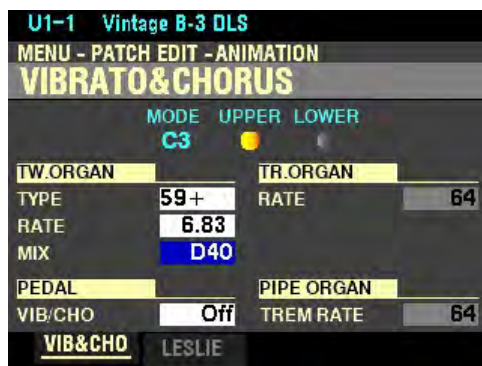 U1-1 Vintage B-3 DLS
MENU - PATCH EDIT - ANIMATION
VIBRATO&CHORUS
MODE UPPER LOWER
C3
TW.ORGAN TR.ORGAN
TYPE 59+ RATE 64
RATE 6.83
MIX D40
PEDAL PIPE ORGAN
VIB/CHO Off TREM RATE 64
VIB&CHO LESLIE